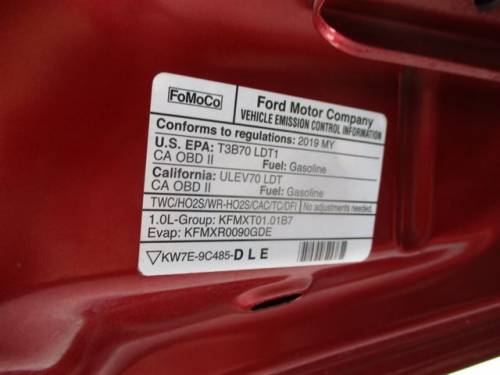 FoMoCo
Ford Motor Company
VEHICLE EMISSION CONTROL INFORMATION
Conforms to regulations: 2019 MY
U.S. EPA: T3B70 LDT1
CA OBD II Fuel: Gasoline
California: ULEV70 LDT
CA OBD II Fuel: Gasoline
TWC/HO2S/WR-HO2S/CAC/TC/DFI No adjustments needed.
1.0L-Group: KFMXT01.01B7
Evap: KFMXR0090GDE
KW7E-9C485-DLE